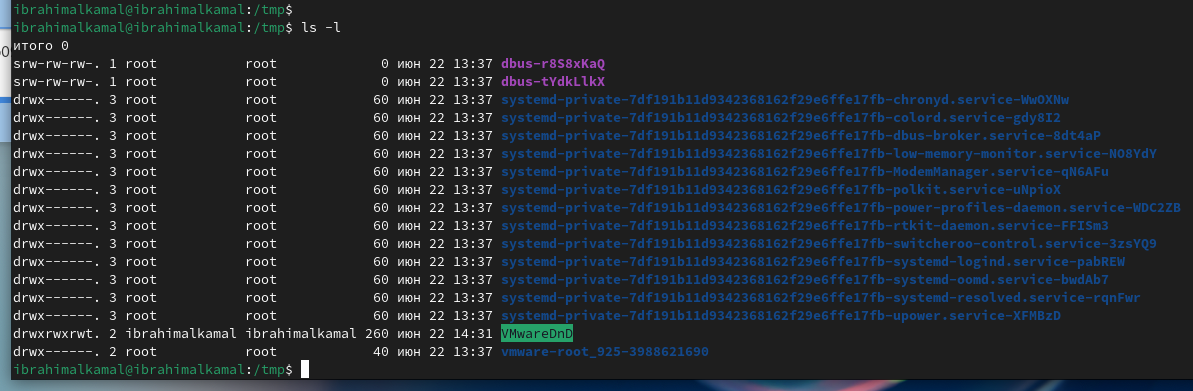 ibrahimalkamal@ibrahimalkamal:/tmp$
ibrahimalkamal@ibrahimalkamal:/tmp$ ls -l
итого 0
srw-rw-rw-. 1 root           root             0 июн 22 13:37 dbus-r8S8xKaQ
srw-rw-rw-. 1 root           root             0 июн 22 13:37 dbus-tYdkLlkX
drwx------. 3 root           root            60 июн 22 13:37 systemd-private-7df191b11d9342368162f29e6ffe17fb-chronyd.service-WwOXNw
drwx------. 3 root           root            60 июн 22 13:37 systemd-private-7df191b11d9342368162f29e6ffe17fb-colord.service-gdy8I2
drwx------. 3 root           root            60 июн 22 13:37 systemd-private-7df191b11d9342368162f29e6ffe17fb-dbus-broker.service-8dt4aP
drwx------. 3 root           root            60 июн 22 13:37 systemd-private-7df191b11d9342368162f29e6ffe17fb-low-memory-monitor.service-NO8YdY
drwx------. 3 root           root            60 июн 22 13:37 systemd-private-7df191b11d9342368162f29e6ffe17fb-ModemManager.service-qN6AFu
drwx------. 3 root           root            60 июн 22 13:37 systemd-private-7df191b11d9342368162f29e6ffe17fb-polkit.service-uNpioX
drwx------. 3 root           root            60 июн 22 13:37 systemd-private-7df191b11d9342368162f29e6ffe17fb-power-profiles-daemon.service-WDC2ZB
drwx------. 3 root           root            60 июн 22 13:37 systemd-private-7df191b11d9342368162f29e6ffe17fb-rtkit-daemon.service-FFISm3
drwx------. 3 root           root            60 июн 22 13:37 systemd-private-7df191b11d9342368162f29e6ffe17fb-switcheroo-control.service-3zsYQ9
drwx------. 3 root           root            60 июн 22 13:37 systemd-private-7df191b11d9342368162f29e6ffe17fb-systemd-logind.service-pabREW
drwx------. 3 root           root            60 июн 22 13:37 systemd-private-7df191b11d9342368162f29e6ffe17fb-systemd-oomd.service-bwdAb7
drwx------. 3 root           root            60 июн 22 13:37 systemd-private-7df191b11d9342368162f29e6ffe17fb-systemd-resolved.service-rqnFwr
drwx------. 3 root           root            60 июн 22 13:37 systemd-private-7df191b11d9342368162f29e6ffe17fb-upower.service-XFMBzD
drwxrwxrwt. 2 ibrahimalkamal ibrahimalkamal 260 июн 22 14:31 VMwareDnD
drwx------. 2 root           root            40 июн 22 13:37 vmware-root_925-3988621690
ibrahimalkamal@ibrahimalkamal:/tmp$